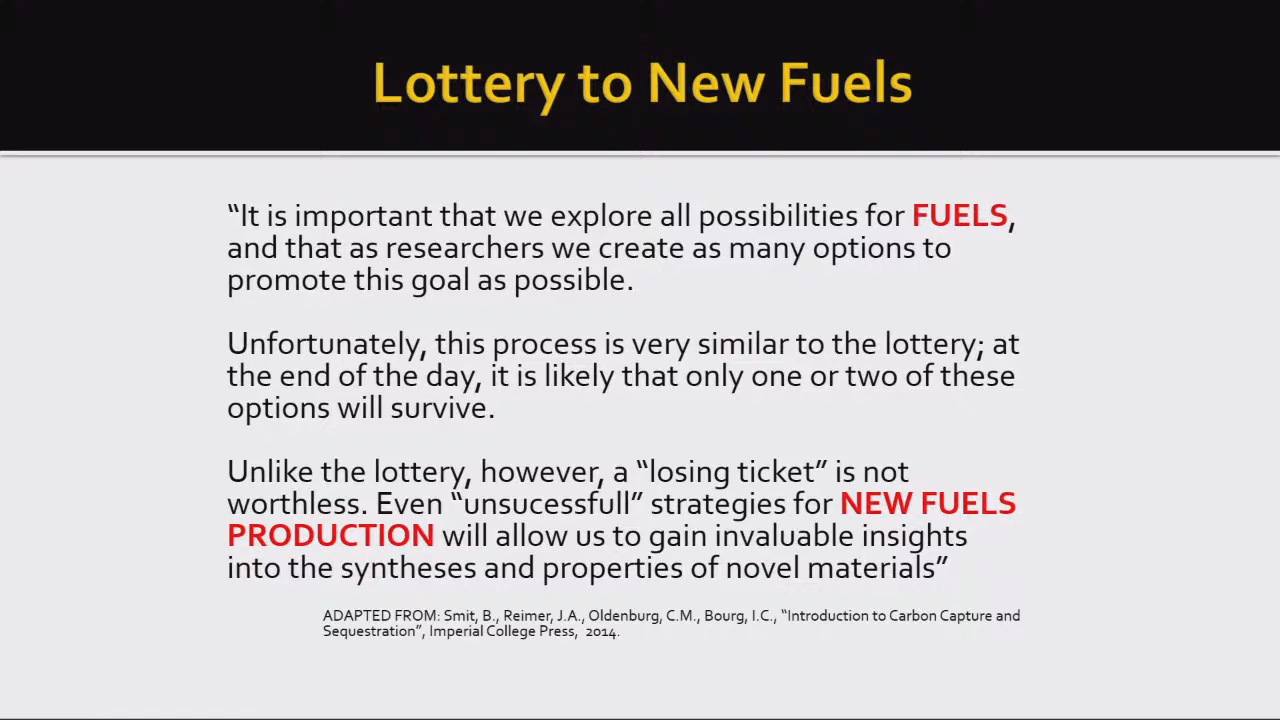 Lottery to New Fuels
“It is important that we explore all possibilities for FUELS,
and that as researchers we create as many options to
promote this goal as possible.
Unfortunately, this process is very similar to the lottery; at
the end of the day, it is likely that only one or two of these
options will survive.
Unlike the lottery, however, a “losing ticket” is not
worthless. Even “unsucessfull” strategies for NEW FUELS
PRODUCTION will allow us to gain invaluable insights
into the syntheses and properties of novel materials”
ADAPTED FROM: Smit, B., Reimer, J.A., Oldenburg, C.M., Bourg, I.C., “Introduction to Carbon Capture and
Sequestration”, Imperial College Press, 2014.